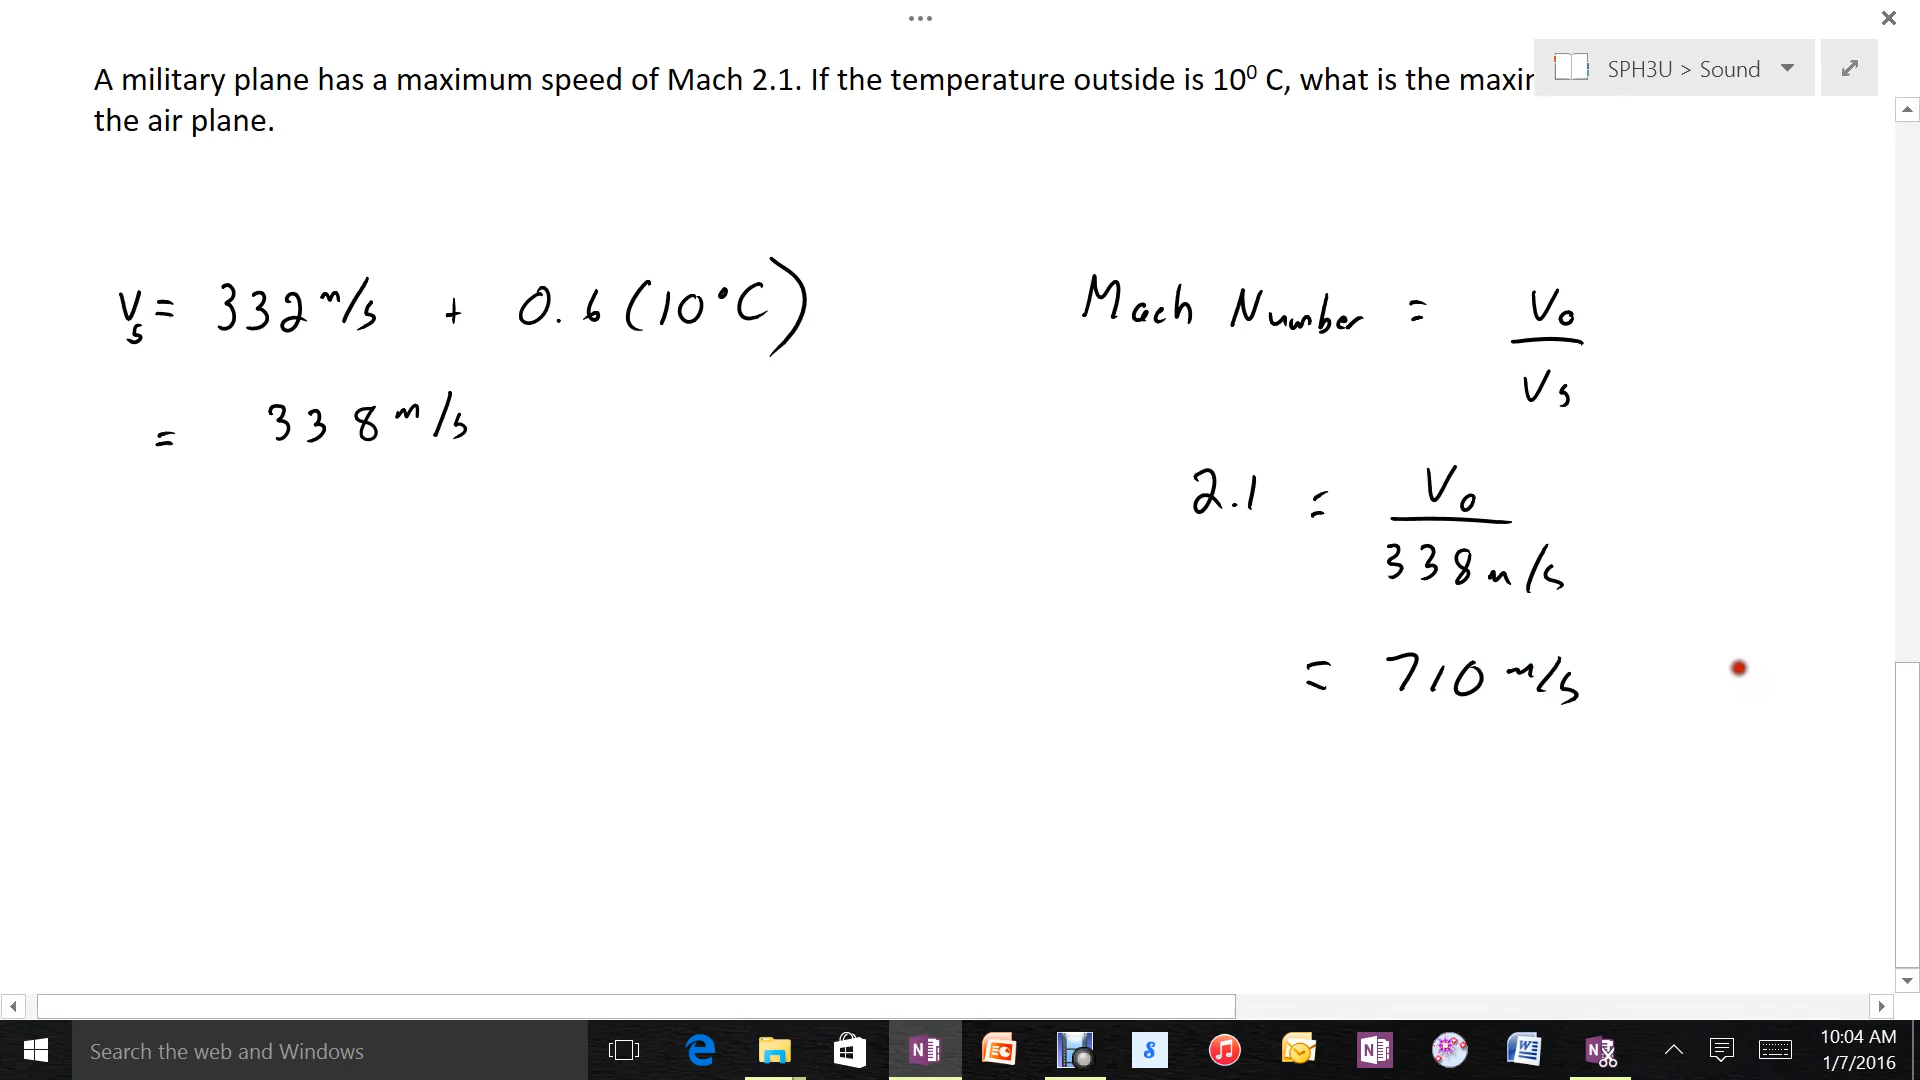 A military plane has a maximum speed of Mach 2.1. If the temperature outside is 10⁰ C, what is the
SPH3U > Sound
the air plane.
Vs = 332 m/s + 0.6 (10°C)
= 338 m/s
Mach Number = Vo / Vs
2.1 = Vo / 338 m/s
= 710 m/s
Search the web and Windows
10:04 AM
1/7/2016